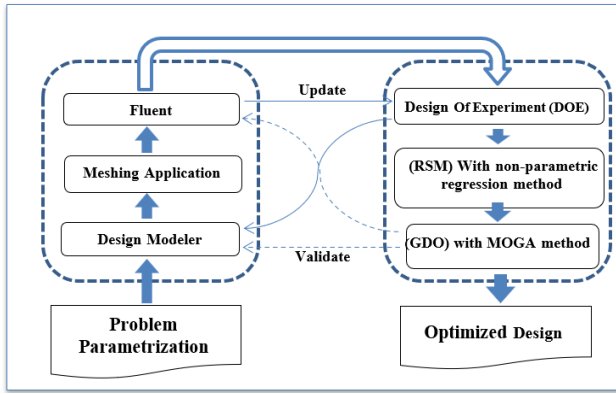 Fluent
Update
Design Of Experiment (DOE)
Meshing Application
(RSM) With non-parametric
regression method
Design Modeler
Validate
(GDO) with MOGA method
Problem
Parametrization
Optimized Design